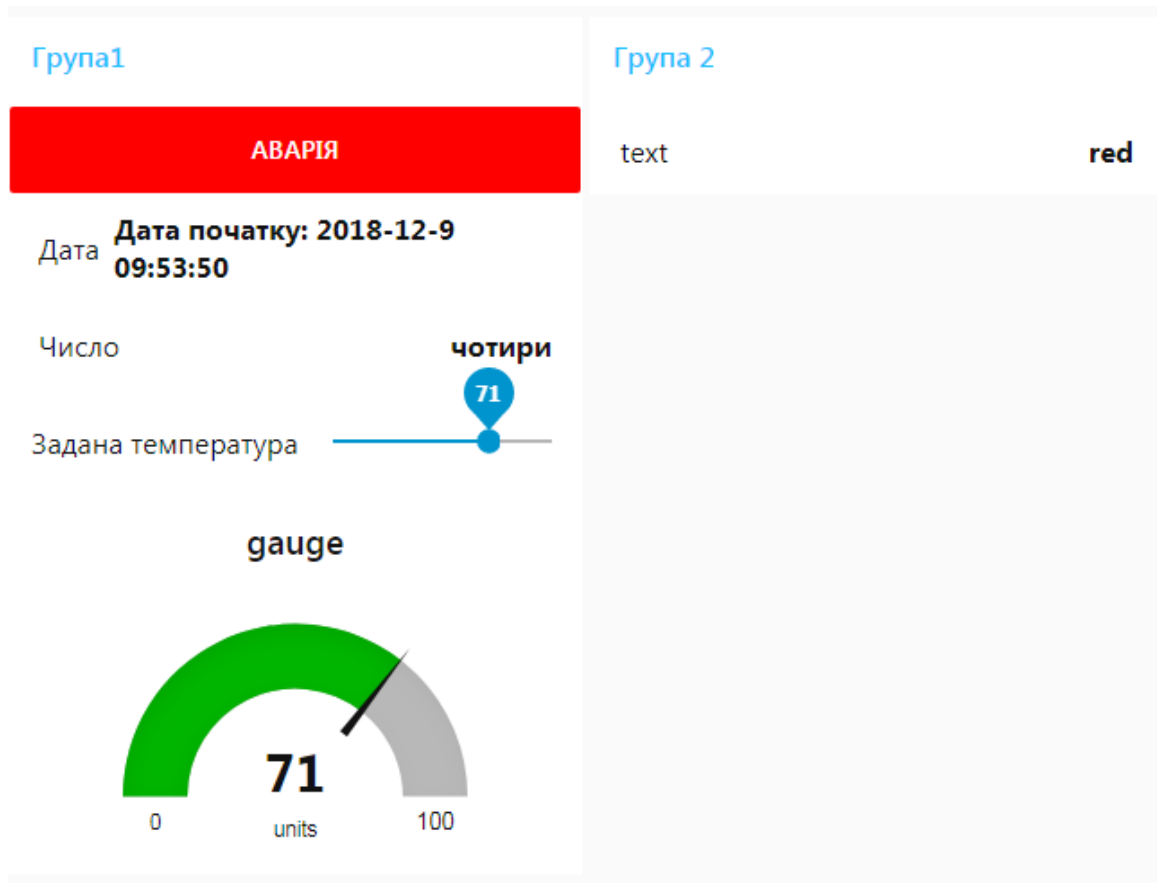 Група1
АВАРІЯ
Дата
Дата початку: 2018-12-9
09:53:50
Число
чотири
71
Задана температура
gauge
71
0
units
100
Група 2
text
red